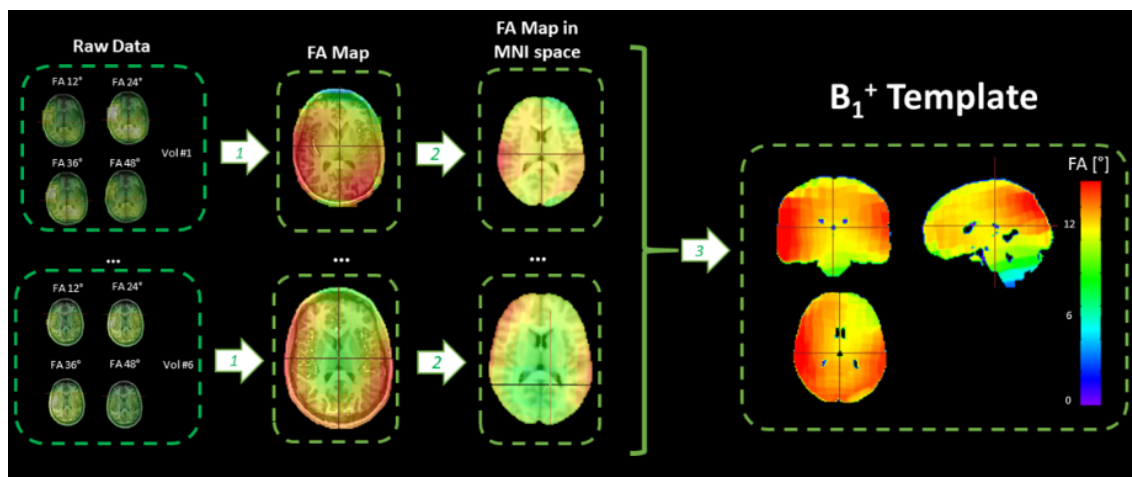 Raw Data
FA 12°
FA 24°
FA 36°
FA 48°
Vol #1
1
FA Map
2
FA Map in
MNI space
...
...
...
FA 12°
FA 24°
FA 36°
FA 48°
Vol #6
1
2
3
B₁⁺ Template
FA [°]
12
6
0